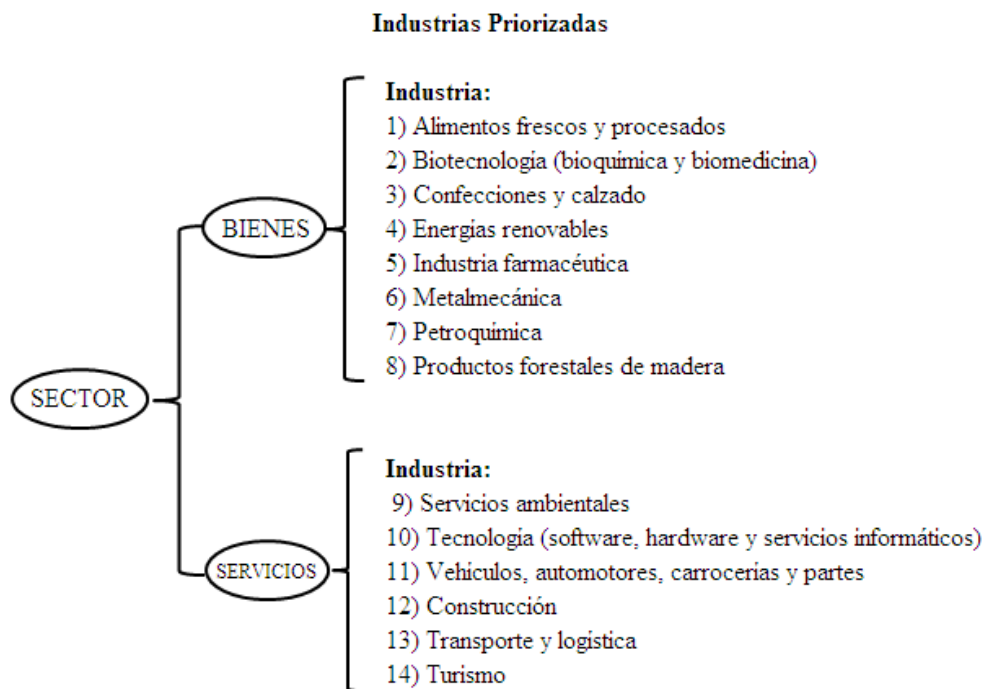 Industrias Priorizadas
SECTOR
BIENES
Industria:
1) Alimentos frescos y procesados
2) Biotecnología (bioquímica y biomedicina)
3) Confecciones y calzado
4) Energías renovables
5) Industria farmacéutica
6) Metalmecánica
7) Petroquímica
8) Productos forestales de madera
SERVICIOS
Industria:
9) Servicios ambientales
10) Tecnología (software, hardware y servicios informáticos)
11) Vehículos, automotores, carrocerías y partes
12) Construcción
13) Transporte y logística
14) Turismo